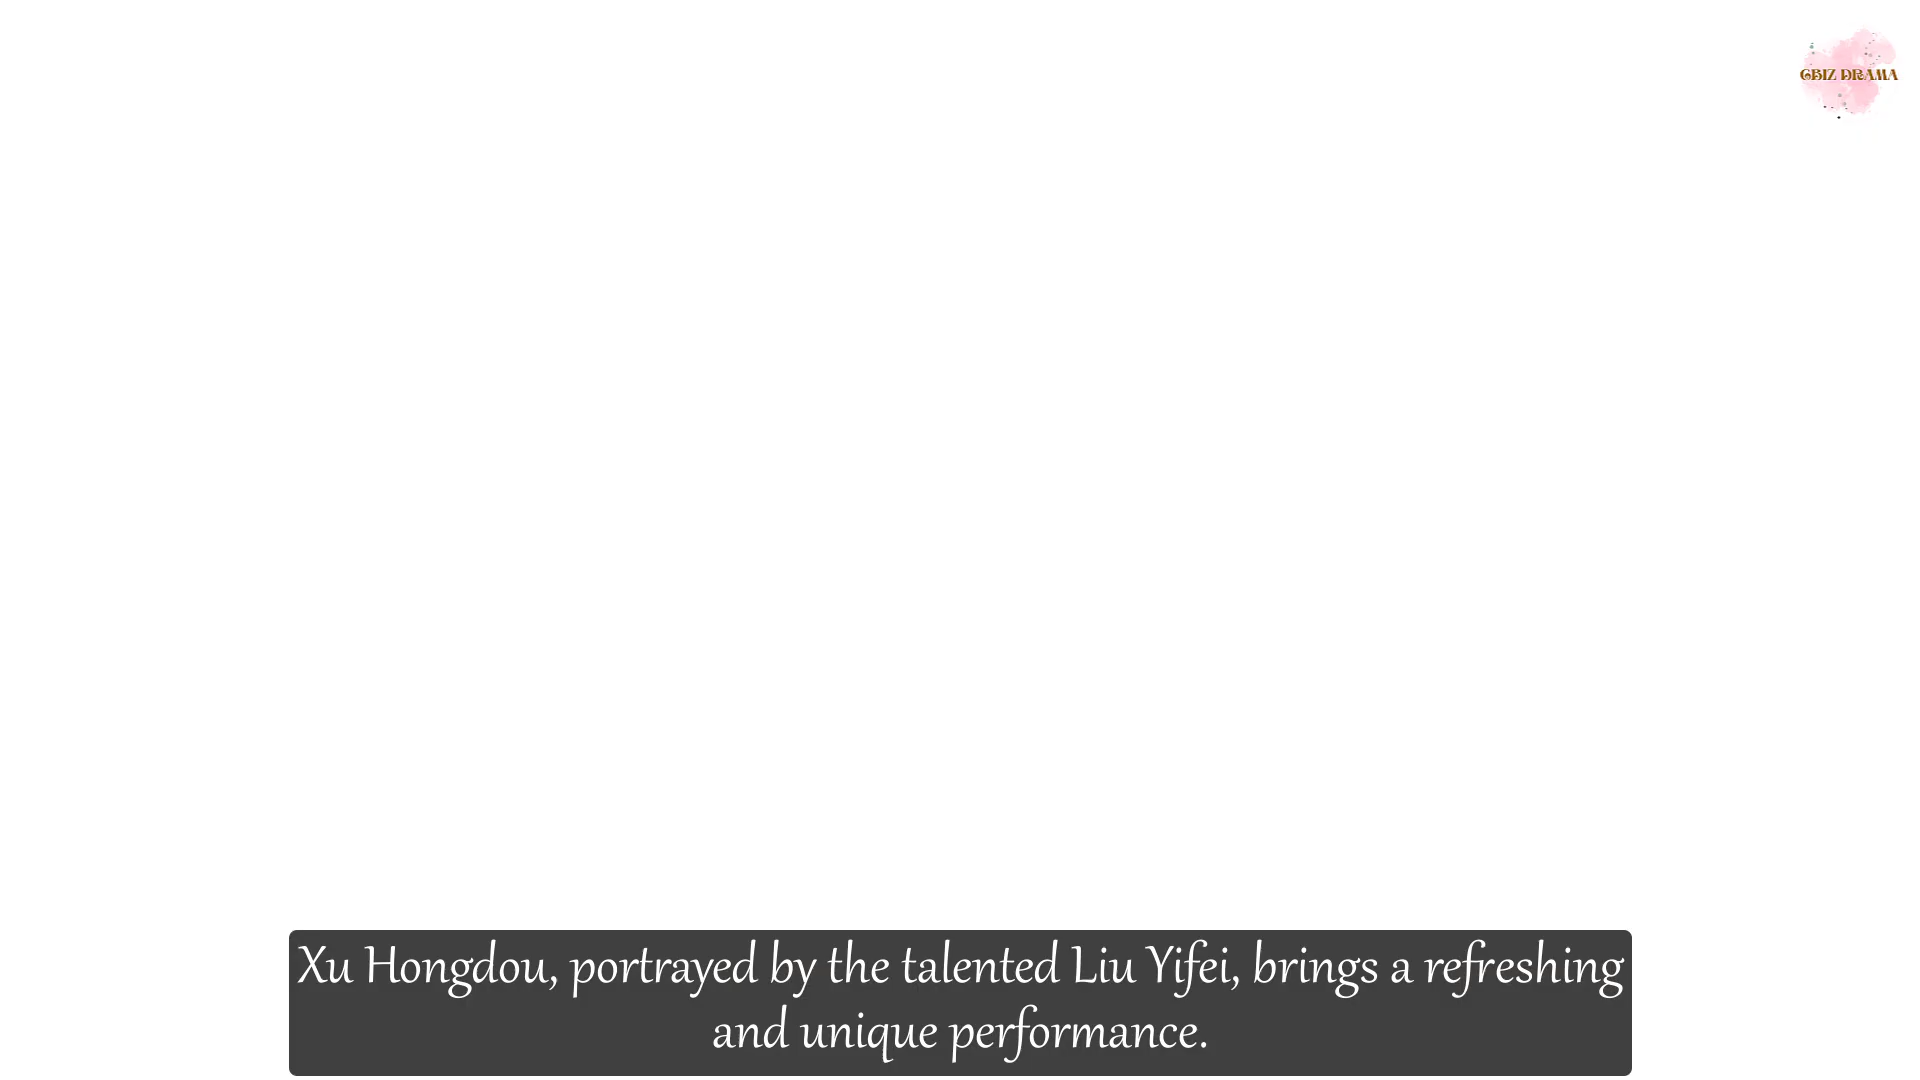 GBIZ DRAMA
Xu Hongdou, portrayed by the talented Liu Yifei, brings a refreshing
and unique performance.